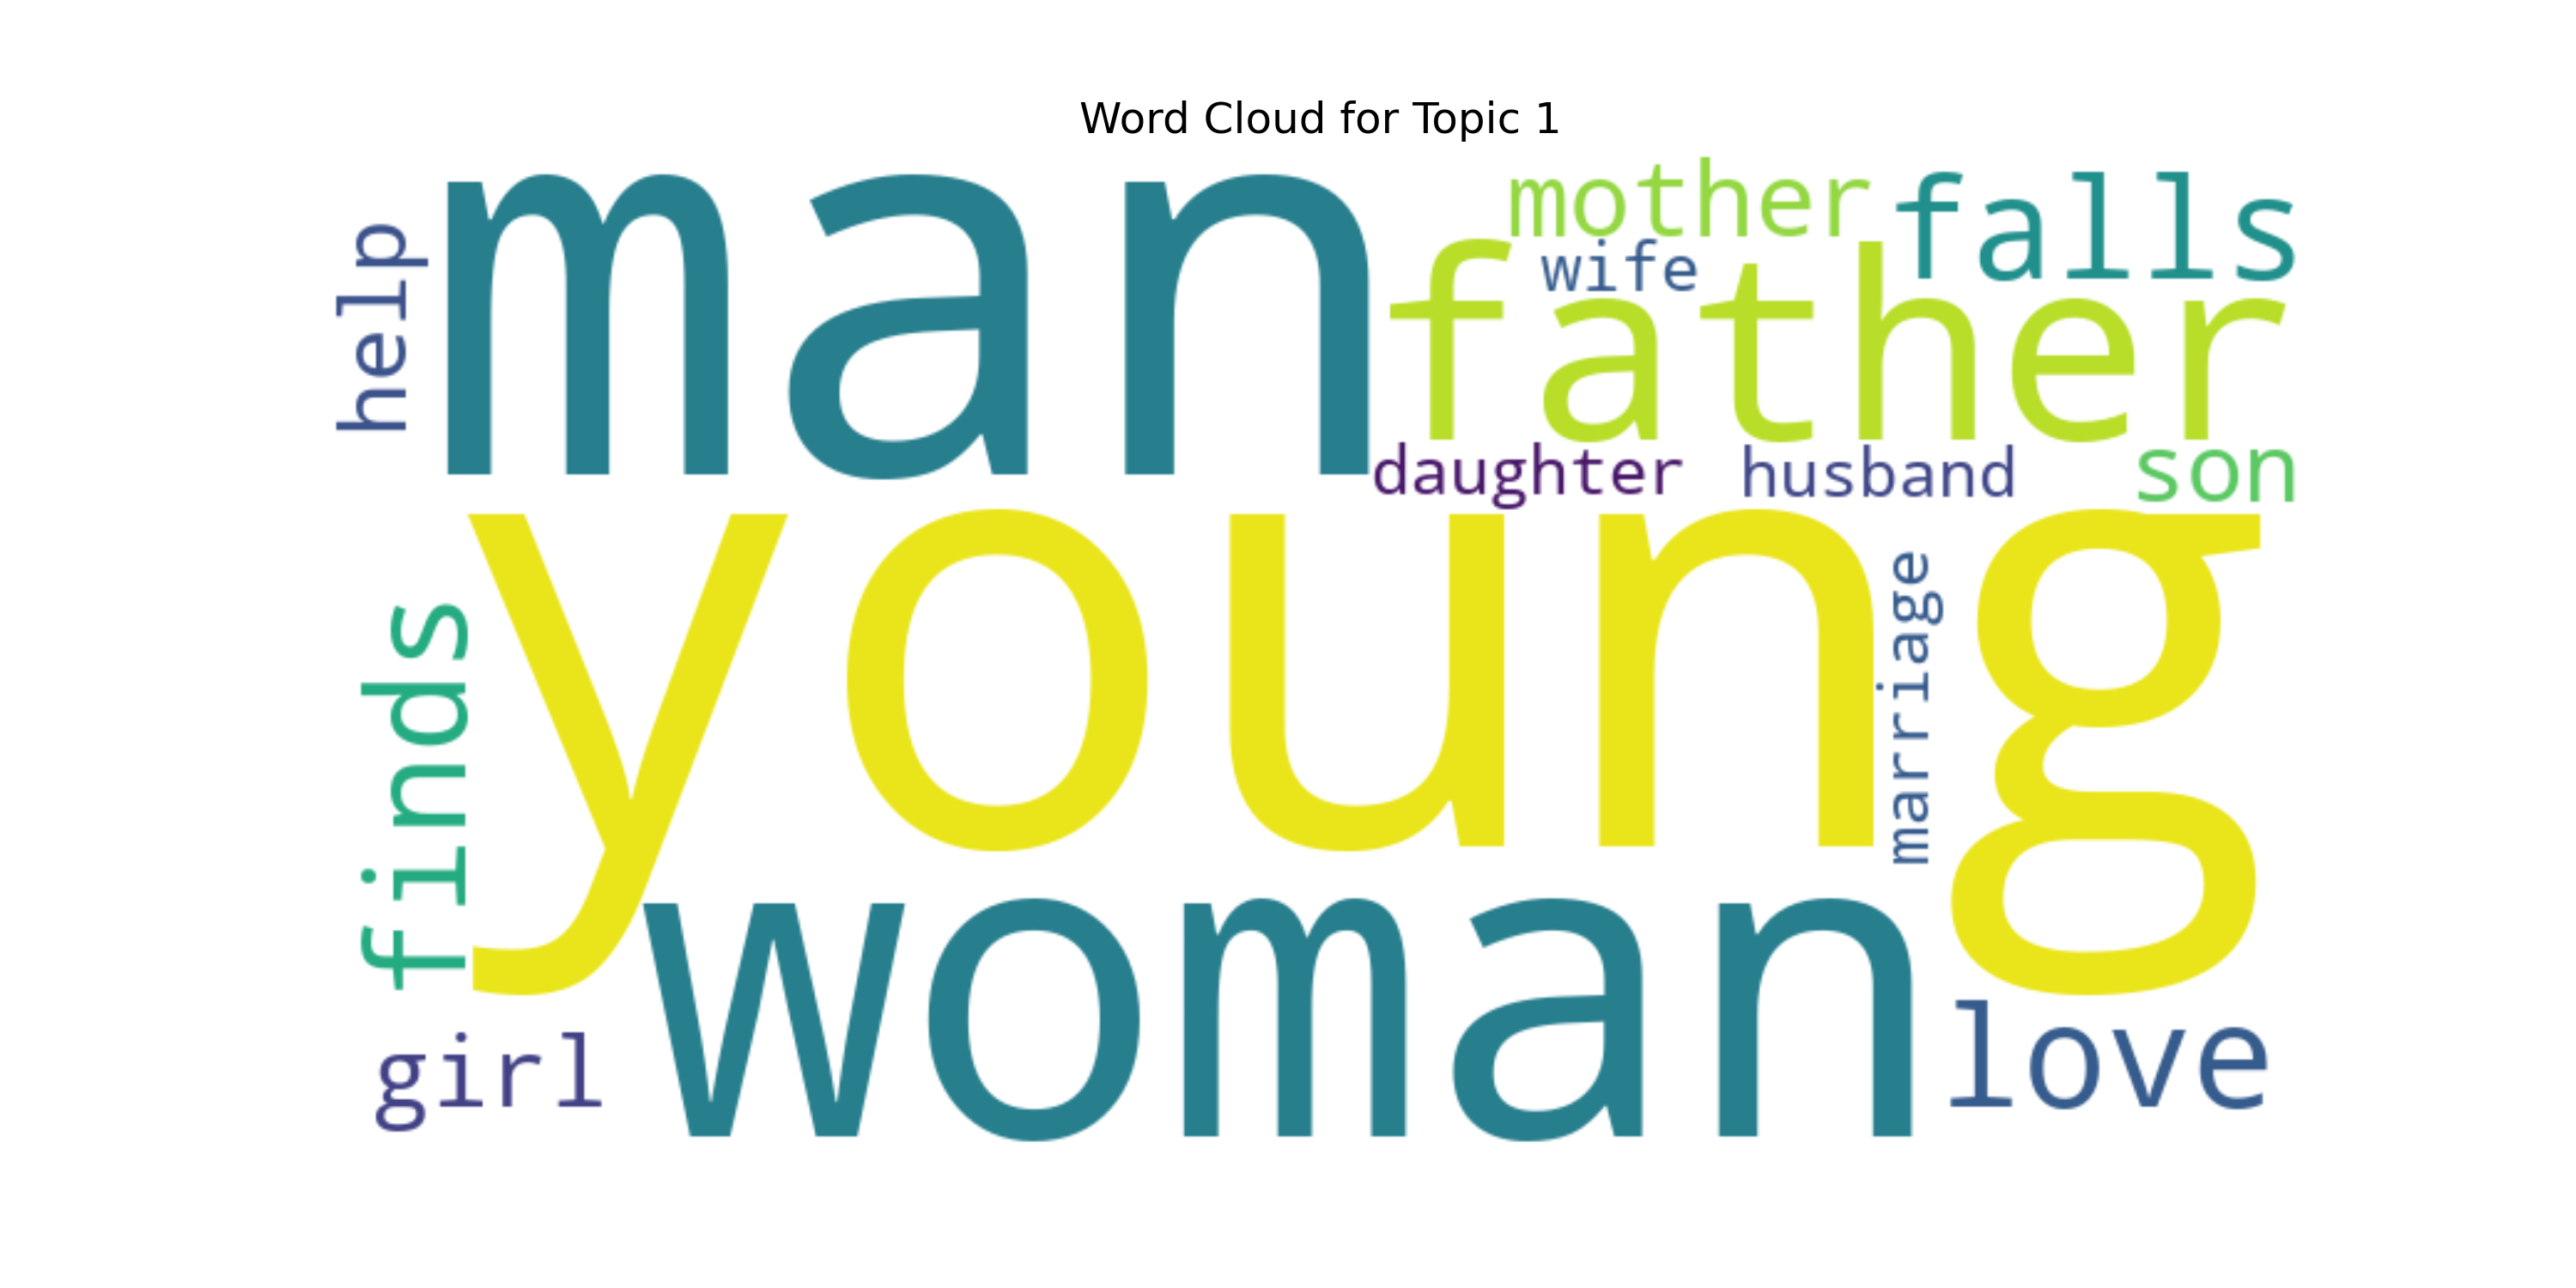 Word Cloud for Topic 1
help
man
mother
falls
wife
father
daughter
husband
son
finds
young
marriage
girl
woman
love